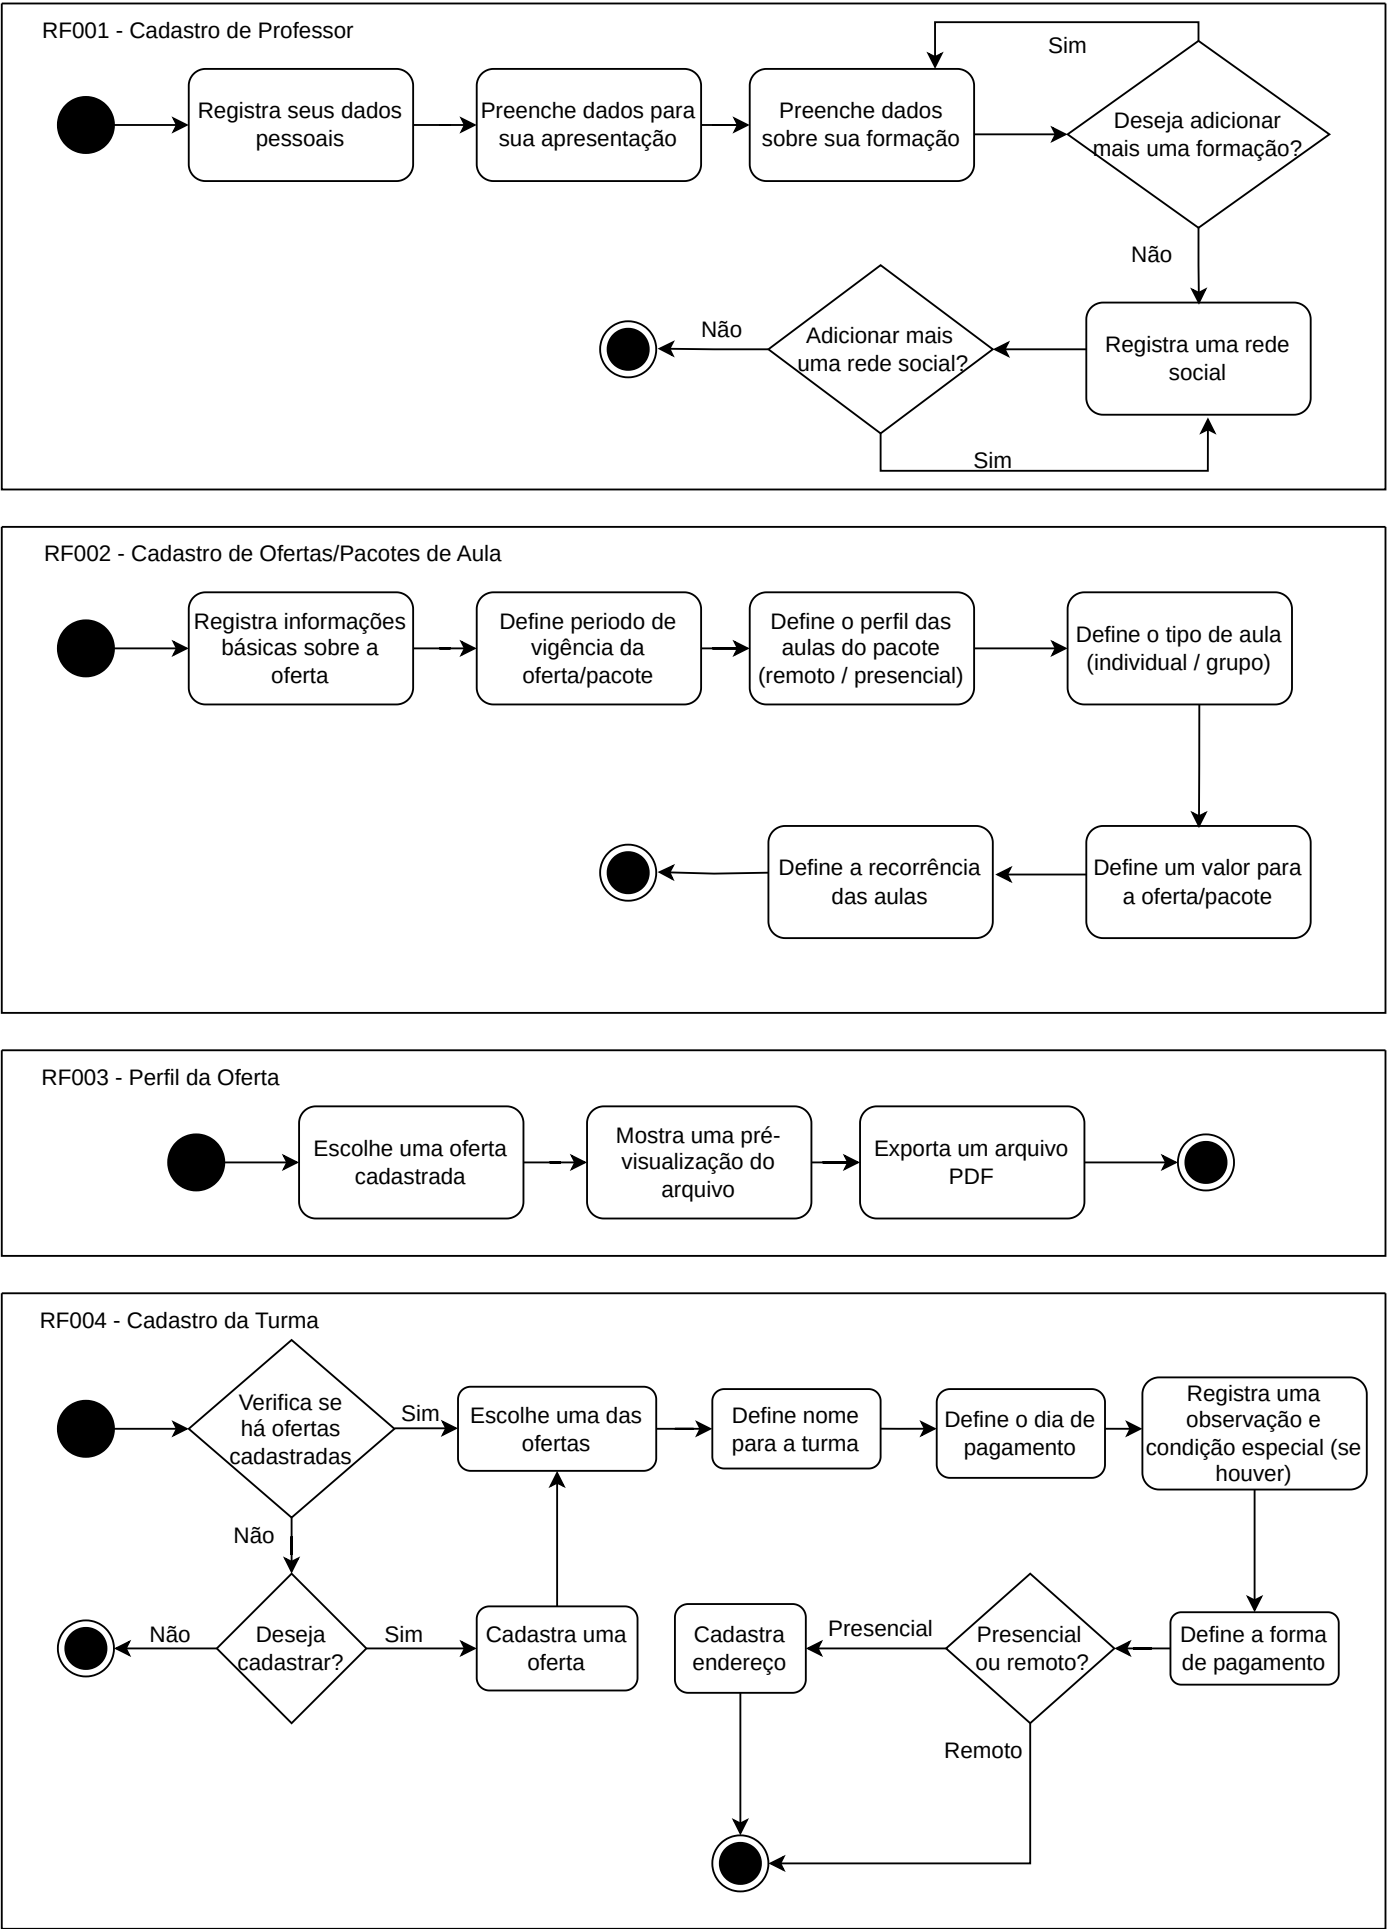 RF001 - Cadastro de Professor
Sim
Registra seus dados
pessoais
Preenche dados para
sua apresentação
Preenche dados
sobre sua formação
Deseja adicionar
mais uma formação?
Não
Não
Adicionar mais
uma rede social?
Registra uma rede
social
Sim
RF002 - Cadastro de Ofertas/Pacotes de Aula
Registra informações
básicas sobre a
oferta
Define periodo de
vigência da
oferta/pacote
Define o perfil das
aulas do pacote
(remoto / presencial)
Define o tipo de aula
(individual / grupo)
Define a recorrência
das aulas
Define um valor para
a oferta/pacote
RF003 - Perfil da Oferta
Escolhe uma oferta
cadastrada
Mostra uma pré-
visualização do
arquivo
Exporta um arquivo
PDF
RF004 - Cadastro da Turma
Verifica se
há ofertas
cadastradas
Sim
Escolhe uma das
ofertas
Define nome
para a turma
Define o dia de
pagamento
Registra uma
observação e
condição especial (se
houver)
Não
Não
Deseja
cadastrar?
Sim
Cadastra uma
oferta
Cadastra
endereço
Presencial
Presencial
ou remoto?
Define a forma
de pagamento
Remoto